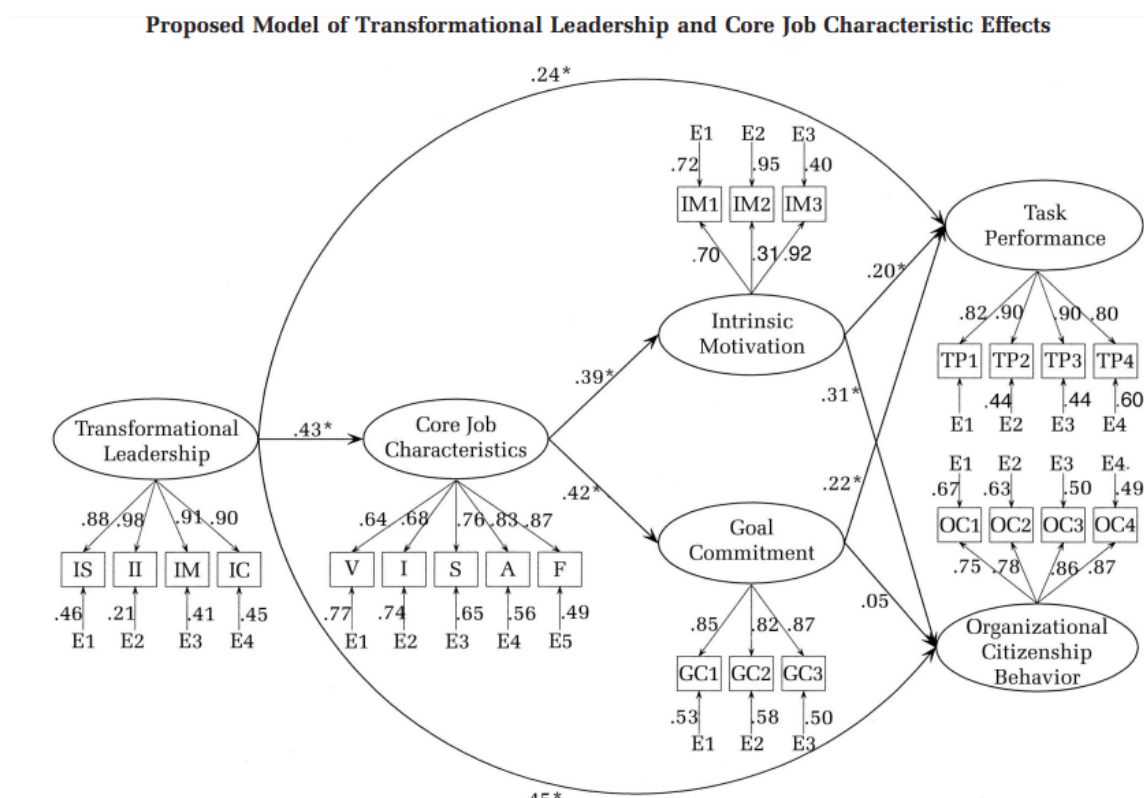 Proposed Model of Transformational Leadership and Core Job Characteristic Effects
.24*
E1 E2 E3
.72 .95 .40
IM1 IM2 IM3
.70 .31 .92
Intrinsic
Motivation
Task
Performance
.20*
.82 .90 .90 .80
TP1 TP2 TP3 TP4
.44 .44 .60
E1 E2 E3 E4
.39*
.31*
Transformational
Leadership
.43*
Core Job
Characteristics
.42*
.22*
.88 .98 .91 .90
IS II IM IC
.46 .21 .41 .45
E1 E2 E3 E4
.64 .68 .76 .83 .87
V I S A F
.77 .74 .65 .56 .49
E1 E2 E3 E4 E5
Goal
Commitment
.85 .82 .87
GC1 GC2 GC3
.53 .58 .50
E1 E2 E3
.05
E1 E2 E3 E4.
.67 .63 .50 .49
OC1 OC2 OC3 OC4
.75 .78 .86 .87
Organizational
Citizenship
Behavior
.45*